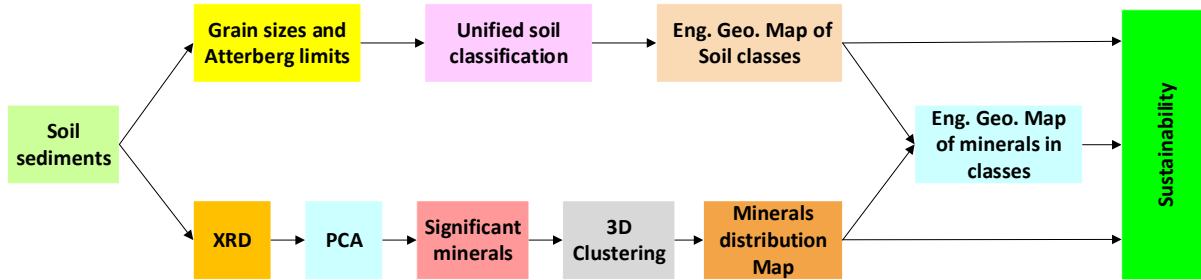 Grain sizes and
Atterberg limits
Unified soil
classification
Eng. Geo. Map of
Soil classes
Soil
sediments
Eng. Geo. Map
of minerals in
classes
Sustainability
XRD
PCA
Significant
minerals
3D
Clustering
Minerals
distribution
Map